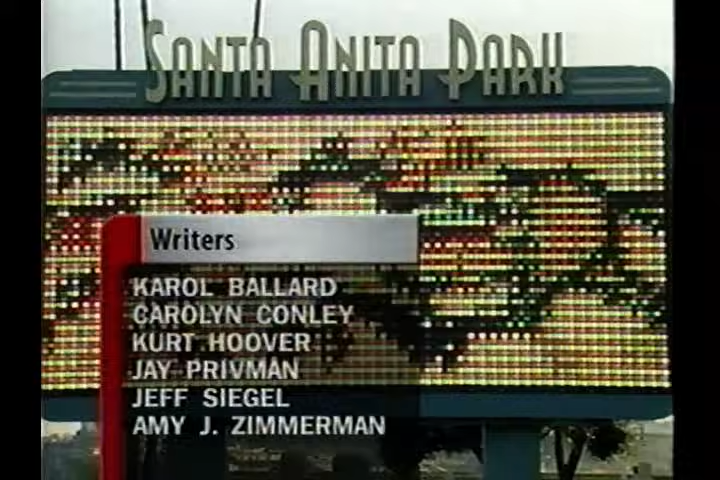 SANTA ANITA PARK
Writers
KAROL BALLARD
CAROLYN CONLEY
KURT HOOVER
JAY PRIVMAN
JEFF SIEGEL
AMY J. ZIMMERMAN